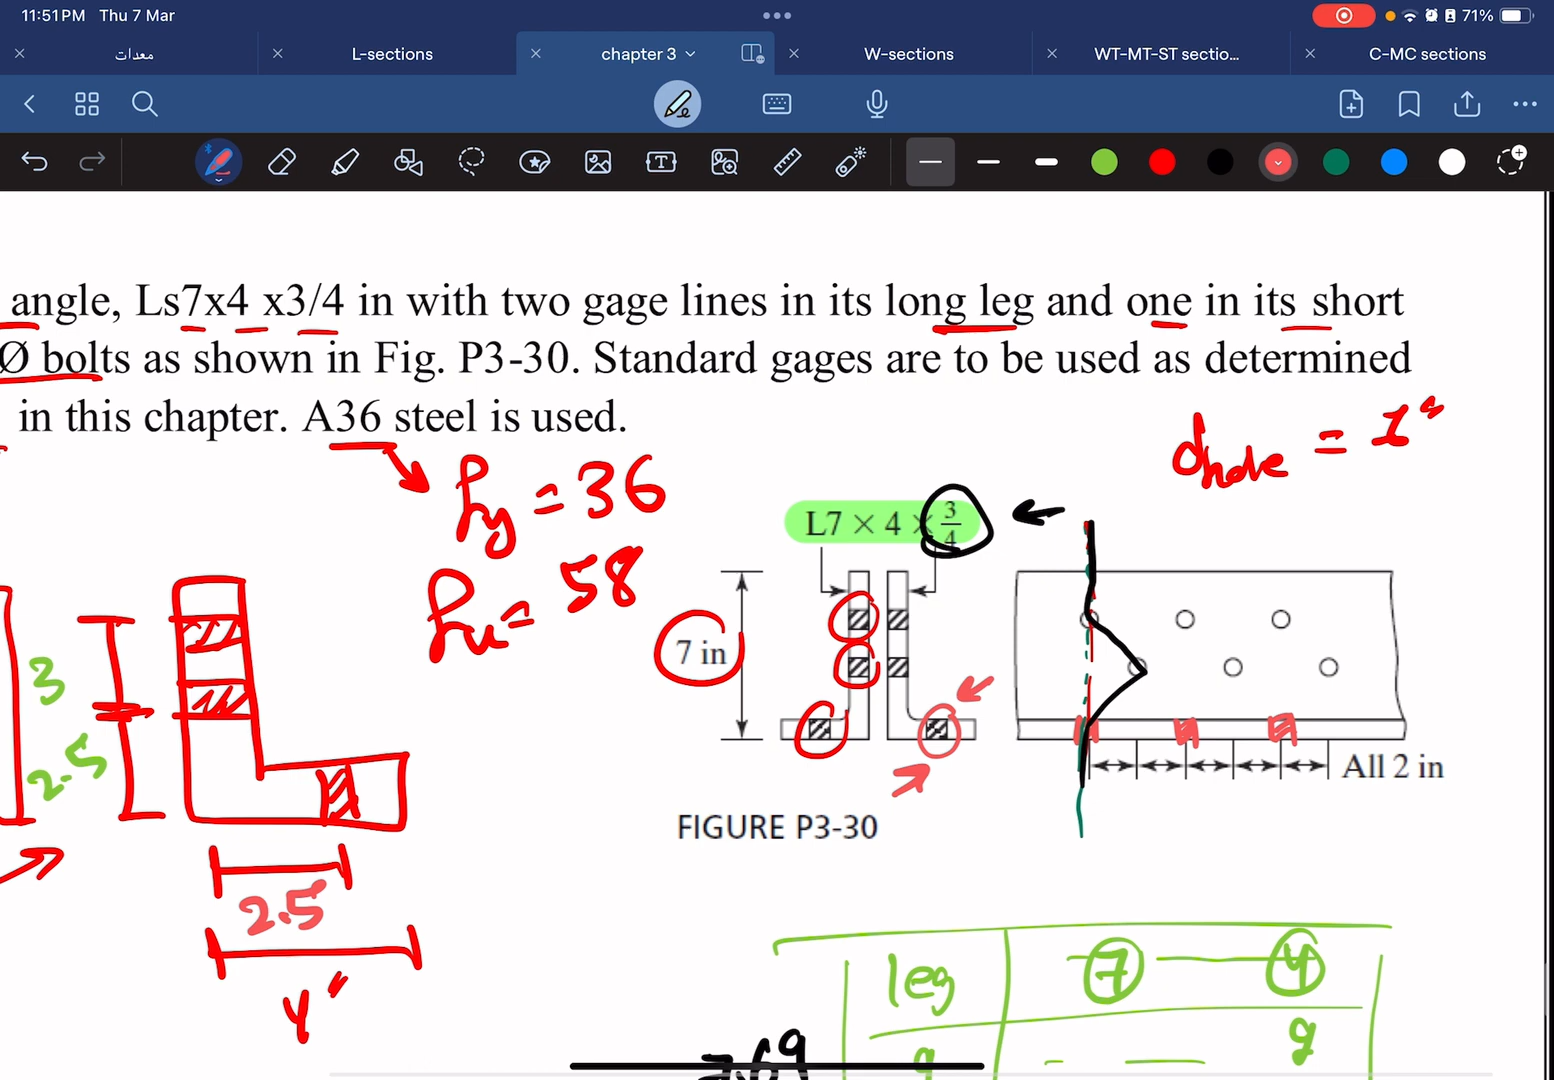 11:51 PM Thu 7 Mar
71%
معدات
L-sections
chapter 3
W-sections
WT-MT-ST sectio...
C-MC sections
angle, Ls7x4 x3/4 in with two gage lines in its long leg and one in its short
Ø bolts as shown in Fig. P3-30. Standard gages are to be used as determined
in this chapter. A36 steel is used.
dhole = 1"
fy = 36
fu = 58
L7 × 4 × 3/4
7 in
3
2.5
All 2 in
FIGURE P3-30
2.5
4"
leg 7 4
g g